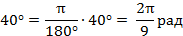 40° = π/180° · 40° = 2π/9 рад